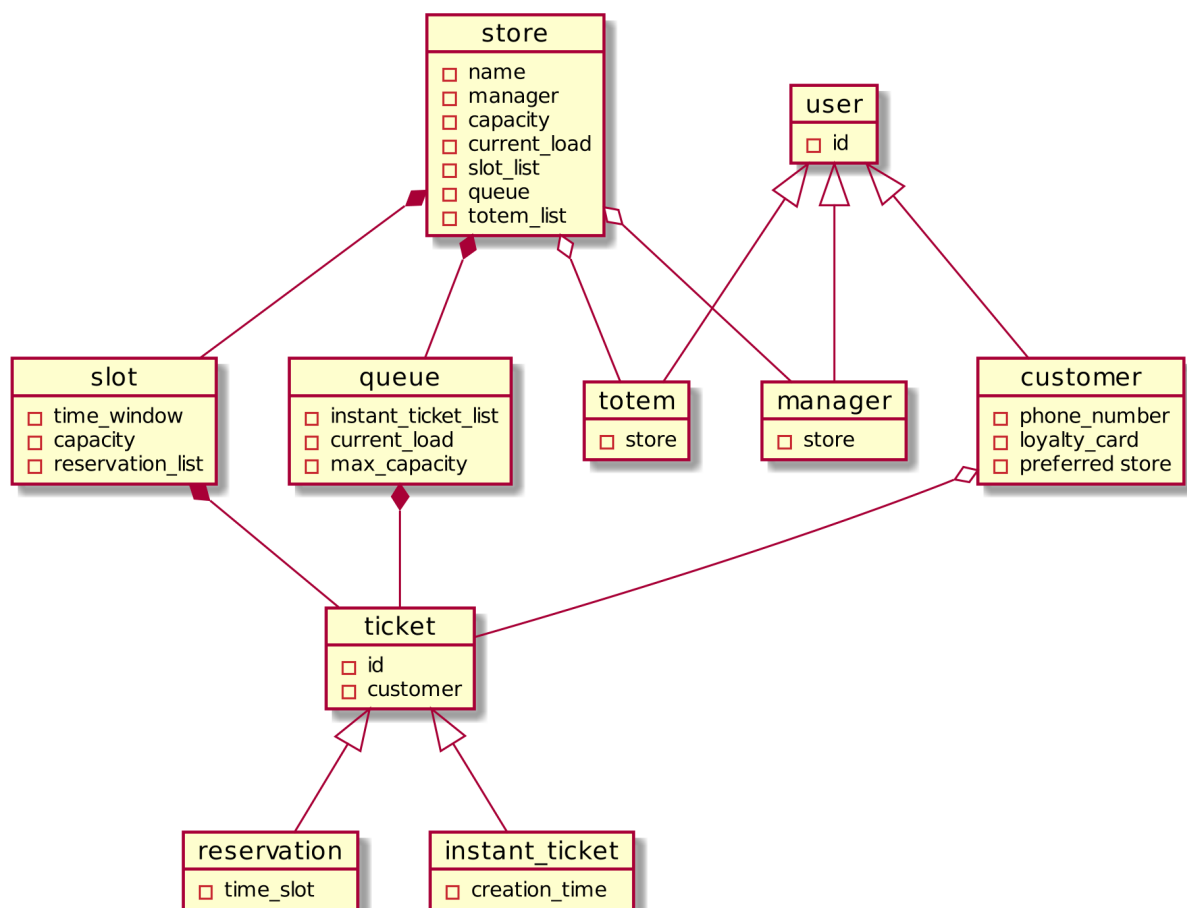 store
name
manager
capacity
current_load
slot_list
queue
totem_list
user
id
slot
time_window
capacity
reservation_list
queue
instant_ticket_list
current_load
max_capacity
totem
store
manager
store
customer
phone_number
loyalty_card
preferred store
ticket
id
customer
reservation
time_slot
instant_ticket
creation_time